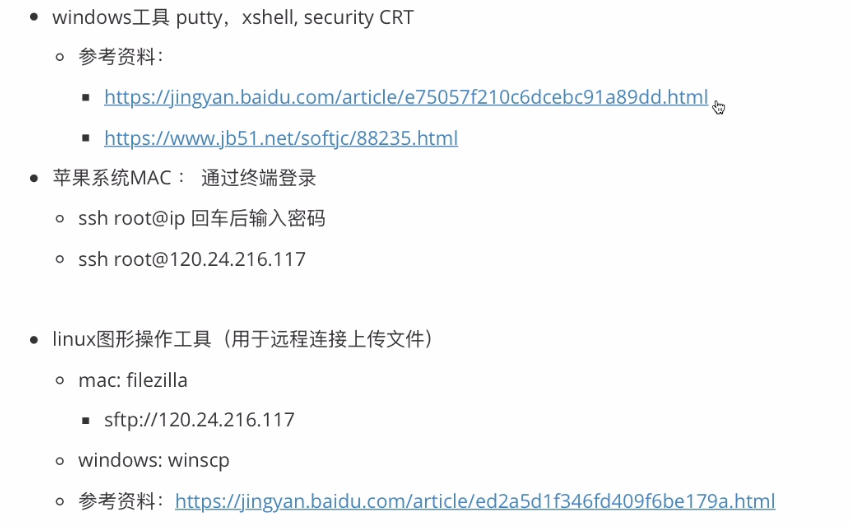 windows工具 putty，xshell, security CRT
参考资料：
https://jingyan.baidu.com/article/e75057f210c6dcebc91a89dd.html
https://www.jb51.net/softjc/88235.html
苹果系统MAC： 通过终端登录
ssh root@ip 回车后输入密码
ssh root@120.24.216.117
linux图形操作工具（用于远程连接上传文件）
mac: filezilla
sftp://120.24.216.117
windows: winscp
参考资料：https://jingyan.baidu.com/article/ed2a5d1f346fd409f6be179a.html